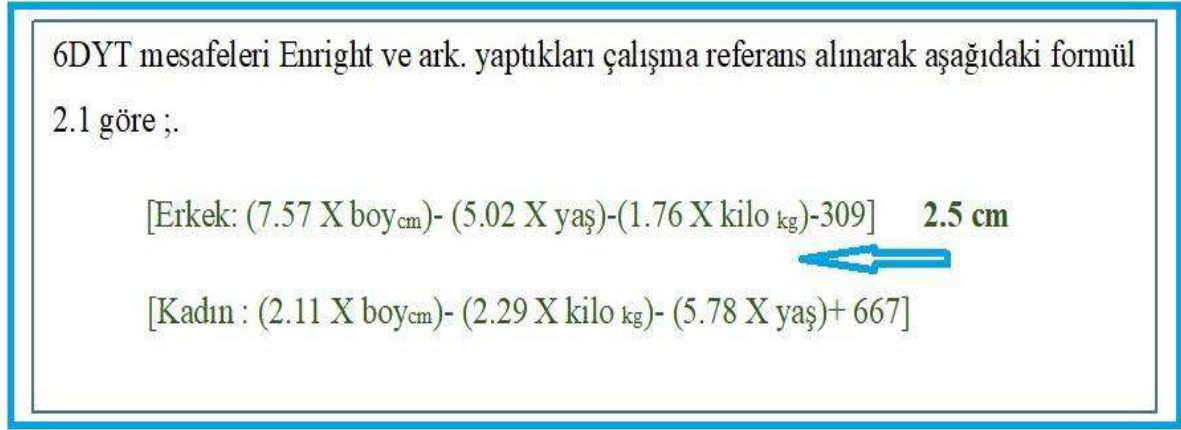 6DYT mesafeleri Enright ve ark. yaptıkları çalışma referans alınarak aşağıdaki formül
2.1 göre ;.
[Erkek: (7.57 X boycm)- (5.02 X yaş)-(1.76 X kilo kg)-309] 2.5 cm
[Kadın : (2.11 X boycm)- (2.29 X kilo kg)- (5.78 X yaş)+ 667]